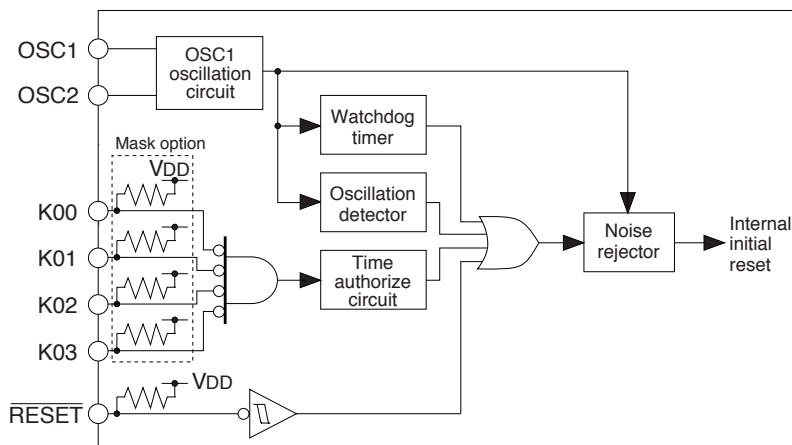 OSC1
OSC2
OSC1
oscillation
circuit
Watchdog
timer
Mask option
VDD
Oscillation
detector
K00
K01
K02
K03
Time
authorize
circuit
Noise
rejector
Internal
initial
reset
RESET
VDD